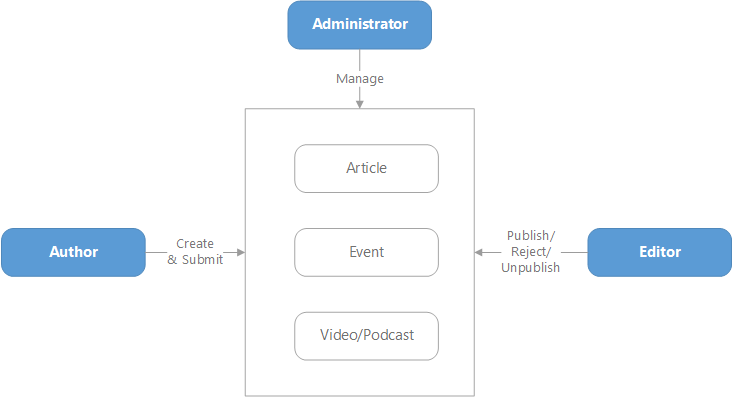 Administrator
Manage
Article
Author
Create
& Submit
Event
Publish/
Reject/
Unpublish
Editor
Video/Podcast